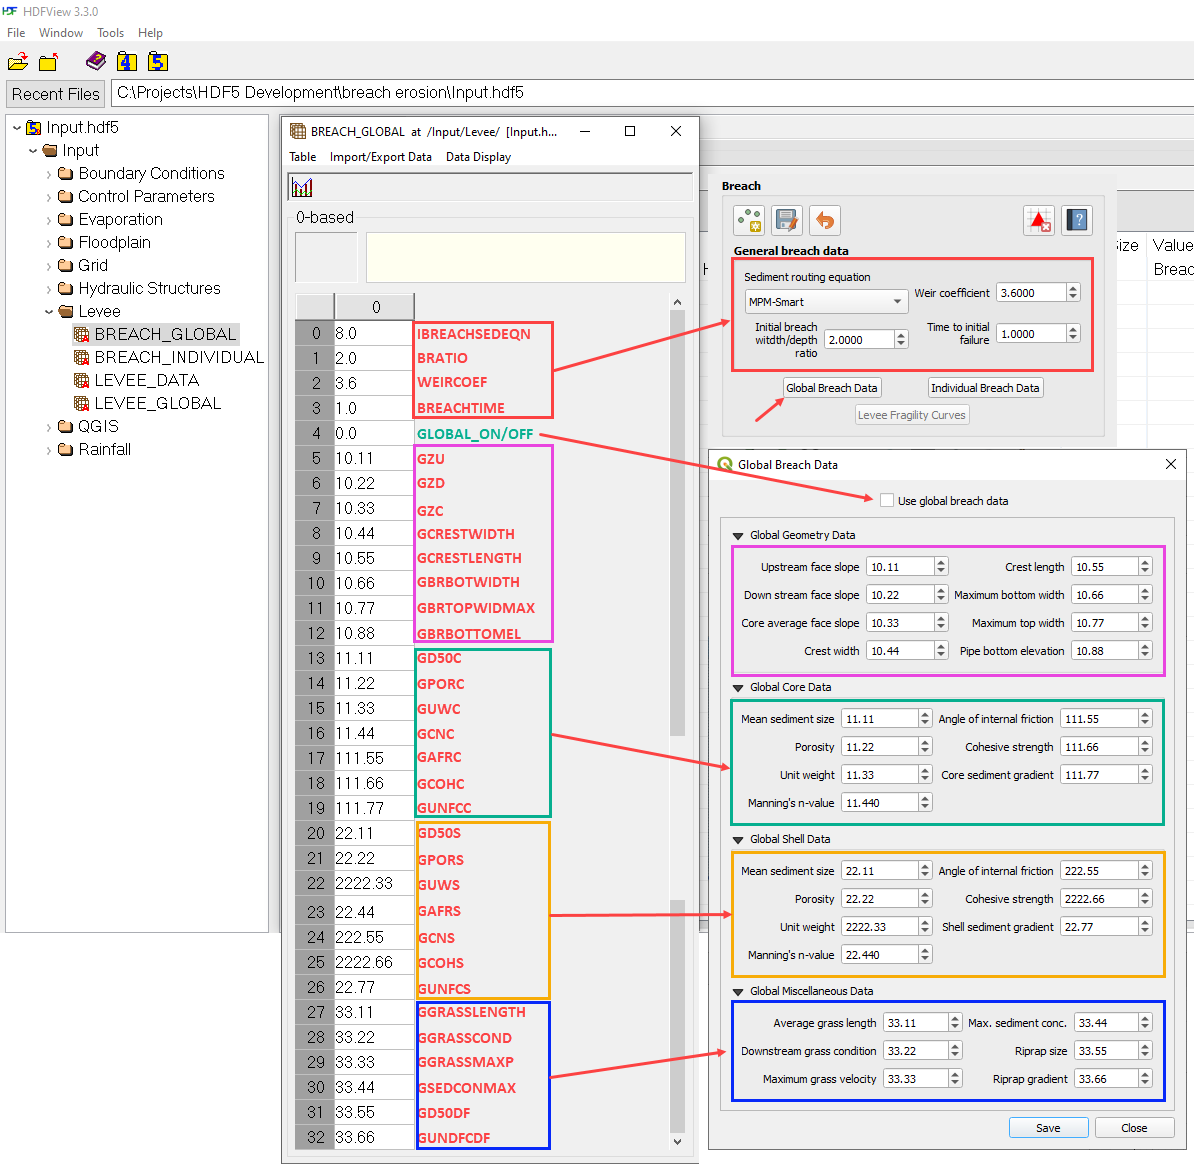 HDFView 3.3.0
File Window Tools Help
Recent Files C:\Projects\HDF5 Development\breach erosion\Input.hdf5
Input.hdf5
Input
Boundary Conditions
Control Parameters
Evaporation
Floodplain
Grid
Hydraulic Structures
Levee
BREACH_GLOBAL
BREACH_INDIVIDUAL
LEVEE_DATA
LEVEE_GLOBAL
QGIS
Rainfall
BREACH_GLOBAL at /Input/Levee/ [Input.h...
Table Import/Export Data Data Display
0-based
0
0 8.0 IBREACHSEDEQN
1 2.0 BRATIO
2 3.6 WEIRCOEF
3 1.0 BREACHTIME
4 0.0 GLOBAL_ON/OFF
5 10.11 GZU
6 10.22 GZD
7 10.33 GZC
8 10.44 GCRESTWIDTH
9 10.55 GCRESTLENGTH
10 10.66 GBRBOTWIDTH
11 10.77 GBRTOPWIDMAX
12 10.88 GBRBOTTOMEL
13 11.11 GD50C
14 11.22 GPORC
15 11.33 GUWC
16 11.44 GCNC
17 111.55 GAFRC
18 111.66 GCOHC
19 111.77 GUNFCC
20 22.11 GD50S
21 22.22 GPORS
22 2222.33 GUWS
23 22.44 GAFRS
24 222.55 GCNS
25 2222.66 GCOHS
26 22.77 GUNFCS
27 33.11 GGRASSLENGTH
28 33.22 GGRASSCOND
29 33.33 GGRASSMAXP
30 33.44 GSEDCONMAX
31 33.55 GD50DF
32 33.66 GUNDFCDF
Breach
General breach data
Sediment routing equation
MPM-Smart Weir coefficient 3.6000
Initial breach witdth/depth ratio 2.0000 Time to initial failure 1.0000
Global Breach Data Individual Breach Data
Levee Fragility Curves
Size Value
Breac
Global Breach Data
Use global breach data
Global Geometry Data
Upstream face slope 10.11 Crest length 10.55
Down stream face slope 10.22 Maximum bottom width 10.66
Core average face slope 10.33 Maximum top width 10.77
Crest width 10.44 Pipe bottom elevation 10.88
Global Core Data
Mean sediment size 11.11 Angle of internal friction 111.55
Porosity 11.22 Cohesive strength 111.66
Unit weight 11.33 Core sediment gradient 111.77
Manning's n-value 11.440
Global Shell Data
Mean sediment size 22.11 Angle of internal friction 222.55
Porosity 22.22 Cohesive strength 2222.66
Unit weight 2222.33 Shell sediment gradient 22.77
Manning's n-value 22.440
Global Miscellaneous Data
Average grass length 33.11 Max. sediment conc. 33.44
Downstream grass condition 33.22 Riprap size 33.55
Maximum grass velocity 33.33 Riprap gradient 33.66
Save Close